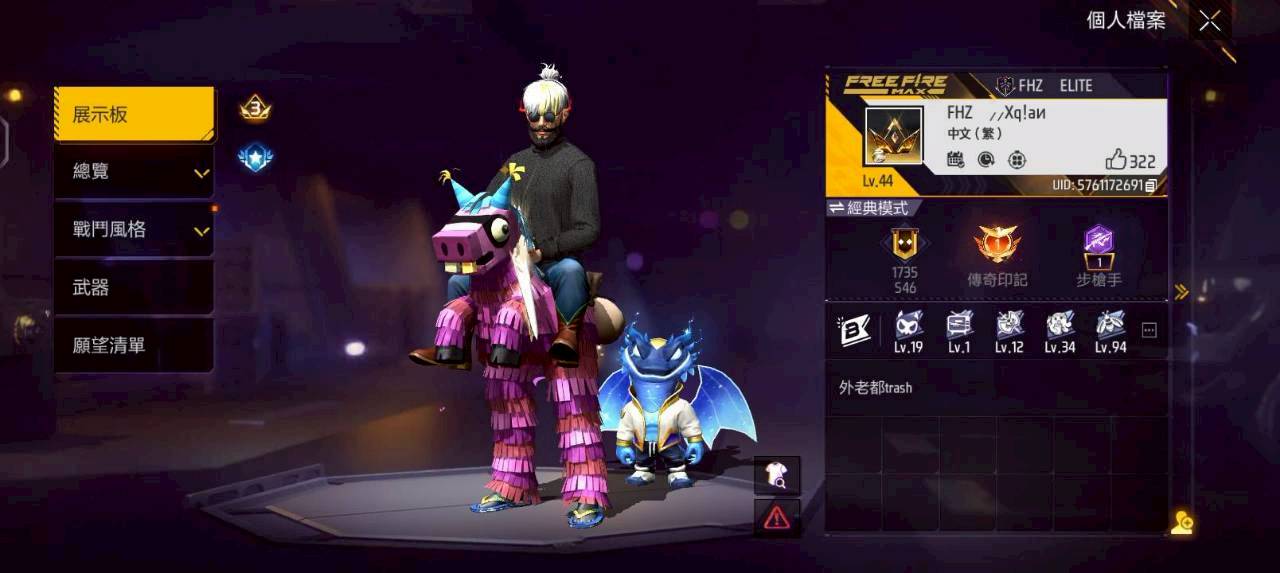 個人檔案
展示板
總覽
戰鬥風格
武器
願望清單
3
FREE FIRE
MAX
FHZ ELITE
FHZ //Xq!aи
中文(繁)
322
Lv.44
UID: 5761172691
經典模式
1735
546
傳奇印記
1
步槍手
B
Lv.19
Lv.1
Lv.12
Lv.34
Lv.94
外老都trash